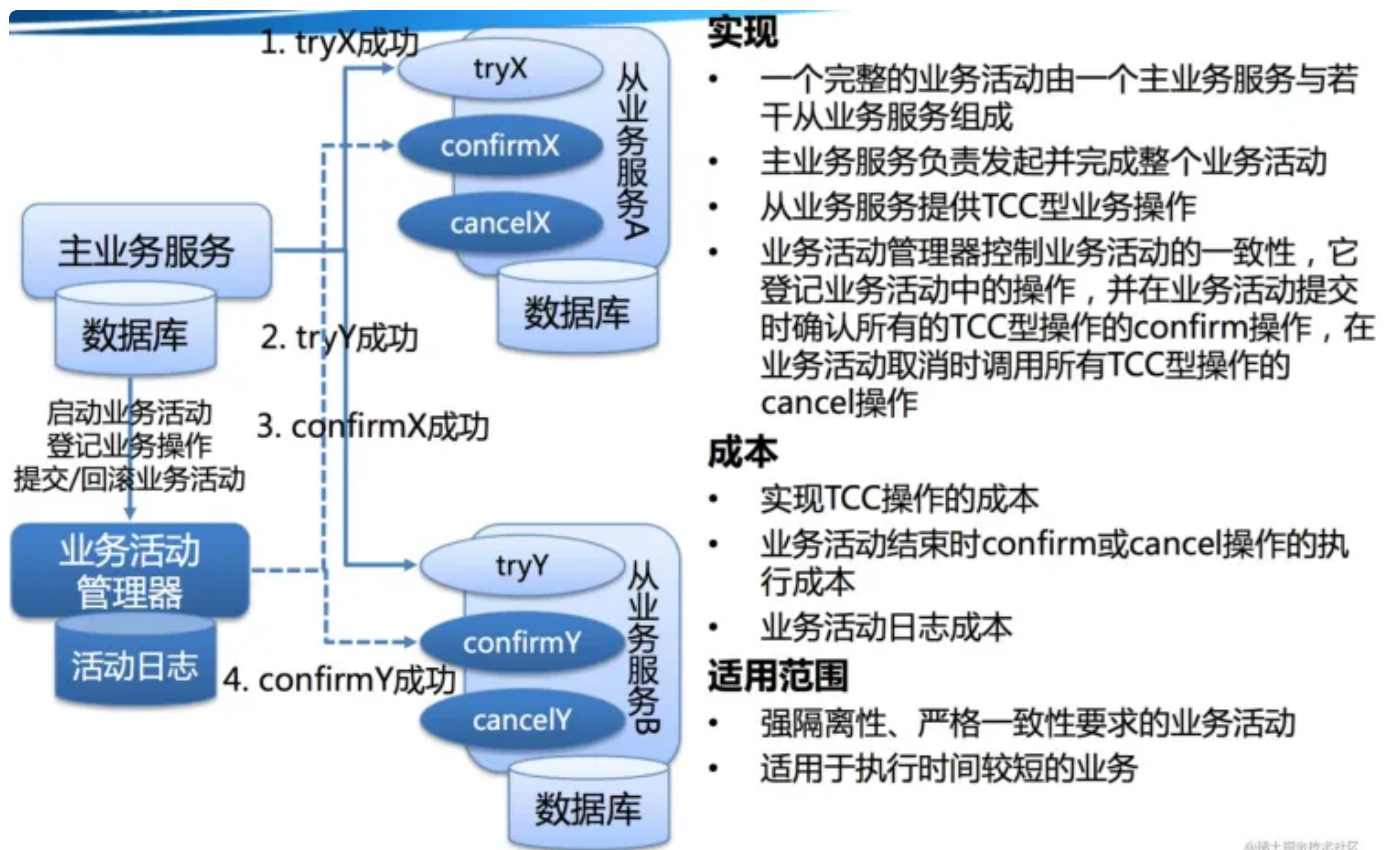 1. tryX成功
tryX
confirmX
cancelX
从业务服务A
数据库
主业务服务
数据库
2. tryY成功
启动业务活动
登记业务操作
提交/回滚业务活动
3. confirmX成功
业务活动
管理器
活动日志
tryY
confirmY
cancelY
从业务服务B
数据库
4. confirmY成功
实现
• 一个完整的业务活动由一个主业务服务与若
干从业务服务组成
• 主业务服务负责发起并完成整个业务活动
• 从业务服务提供TCC型业务操作
• 业务活动管理器控制业务活动的一致性，它
登记业务活动中的操作，并在业务活动提交
时确认所有的TCC型操作的confirm操作，在
业务活动取消时调用所有TCC型操作的
cancel操作
成本
• 实现TCC操作的成本
• 业务活动结束时confirm或cancel操作的执
行成本
• 业务活动日志成本
适用范围
• 强隔离性、严格一致性要求的业务活动
• 适用于执行时间较短的业务
@稀土掘金技术社区